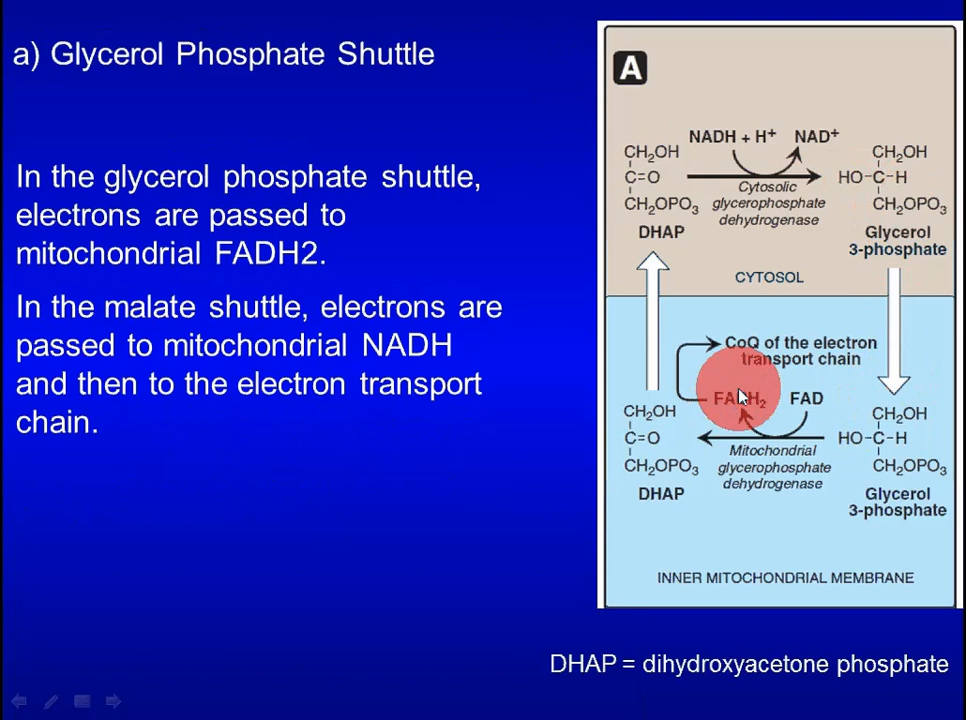 a) Glycerol Phosphate Shuttle
In the glycerol phosphate shuttle,
electrons are passed to
mitochondrial FADH2.
In the malate shuttle, electrons are
passed to mitochondrial NADH
and then to the electron transport
chain.
A
NADH + H⁺ NAD⁺
CH₂OH
C=O
CH₂OPO₃
DHAP
Cytosolic
glycerophosphate
dehydrogenase
CH₂OH
HO-C-H
CH₂OPO₃
Glycerol
3-phosphate
CYTOSOL
CoQ of the electron
transport chain
FADH₂ FAD
CH₂OH
C=O
CH₂OPO₃
DHAP
Mitochondrial
glycerophosphate
dehydrogenase
CH₂OH
HO-C-H
CH₂OPO₃
Glycerol
3-phosphate
INNER MITOCHONDRIAL MEMBRANE
DHAP = dihydroxyacetone phosphate